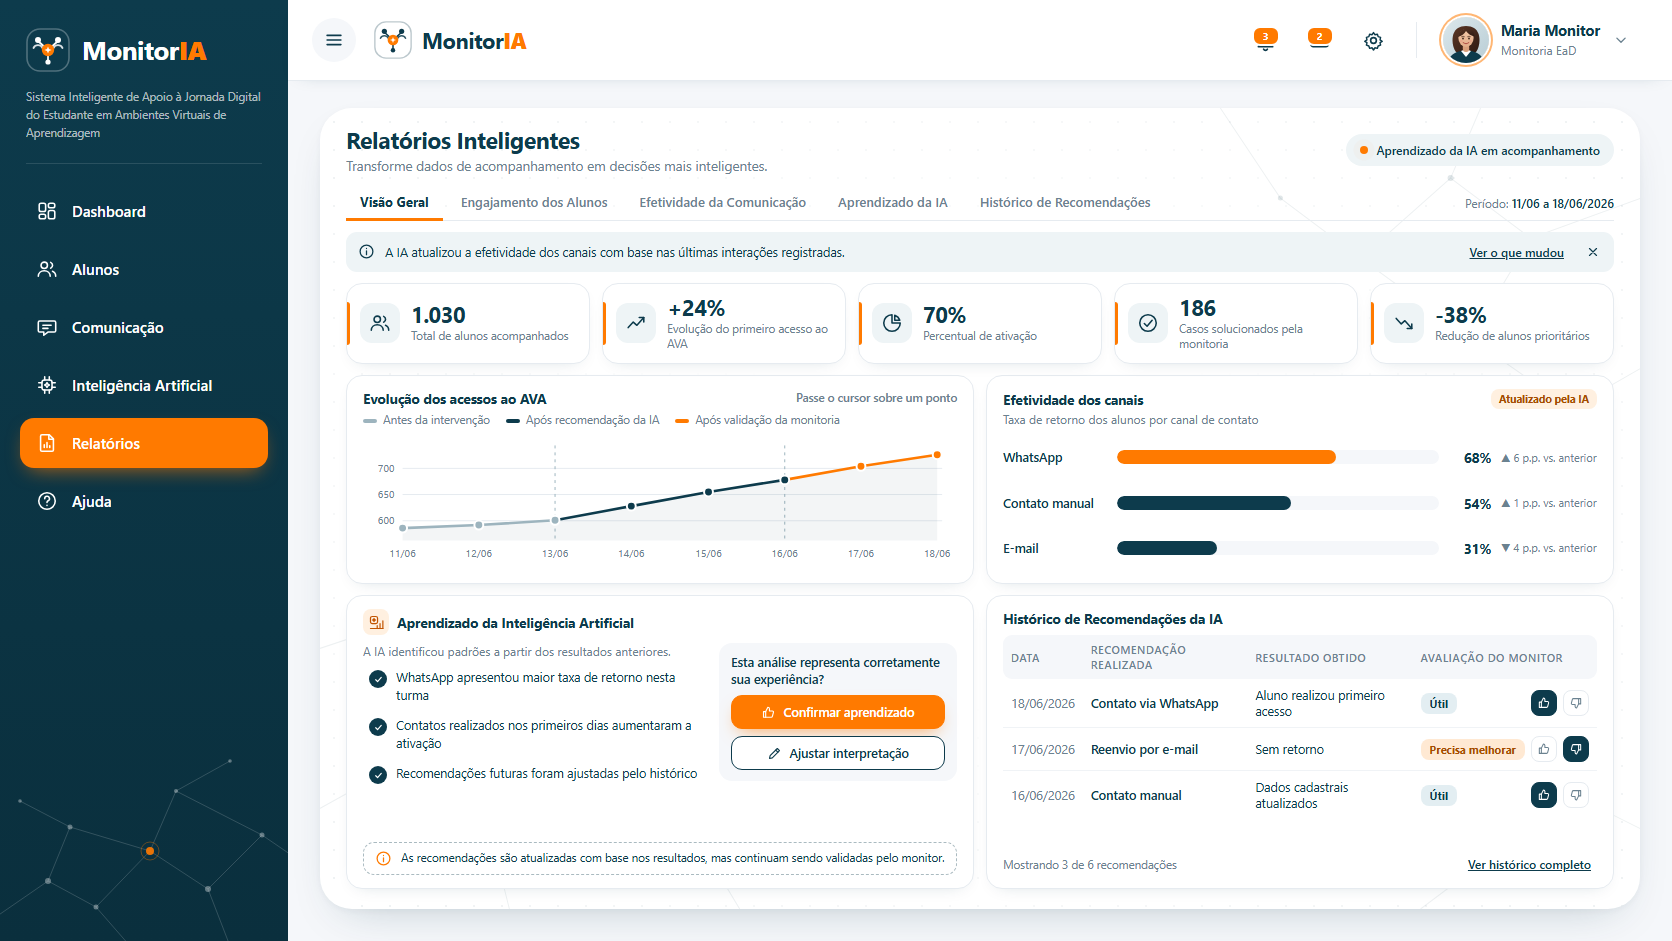 MonitorIA
Sistema Inteligente de Apoio à Jornada Digital
do Estudante em Ambientes Virtuais de
Aprendizagem
Dashboard
Alunos
Comunicação
Inteligência Artificial
Relatórios
Ajuda
MonitorIA
3
2
Maria Monitor
Monitoria EaD
Relatórios Inteligentes
Transforme dados de acompanhamento em decisões mais inteligentes.
Aprendizado da IA em acompanhamento
Visão Geral
Engajamento dos Alunos
Efetividade da Comunicação
Aprendizado da IA
Histórico de Recomendações
Período: 11/06 a 18/06/2026
A IA atualizou a efetividade dos canais com base nas últimas interações registradas.
Ver o que mudou
1.030
Total de alunos acompanhados
+24%
Evolução do primeiro acesso ao
AVA
70%
Percentual de ativação
186
Casos solucionados pela
monitoria
-38%
Redução de alunos prioritários
Evolução dos acessos ao AVA
Passe o cursor sobre um ponto
Antes da intervenção
Após recomendação da IA
Após validação da monitoria
700
650
600
11/06
12/06
13/06
14/06
15/06
16/06
17/06
18/06
Efetividade dos canais
Atualizado pela IA
Taxa de retorno dos alunos por canal de contato
WhatsApp
68%
▲ 6 p.p. vs. anterior
Contato manual
54%
▲ 1 p.p. vs. anterior
E-mail
31%
▼ 4 p.p. vs. anterior
Aprendizado da Inteligência Artificial
A IA identificou padrões a partir dos resultados anteriores.
WhatsApp apresentou maior taxa de retorno nesta
turma
Contatos realizados nos primeiros dias aumentaram a
ativação
Recomendações futuras foram ajustadas pelo histórico
Esta análise representa corretamente
sua experiência?
Confirmar aprendizado
Ajustar interpretação
As recomendações são atualizadas com base nos resultados, mas continuam sendo validadas pelo monitor.
Histórico de Recomendações da IA
DATA
RECOMENDAÇÃO
REALIZADA
RESULTADO OBTIDO
AVALIAÇÃO DO MONITOR
18/06/2026
Contato via WhatsApp
Aluno realizou primeiro
acesso
Útil
17/06/2026
Reenvio por e-mail
Sem retorno
Precisa melhorar
16/06/2026
Contato manual
Dados cadastrais
atualizados
Útil
Mostrando 3 de 6 recomendações
Ver histórico completo